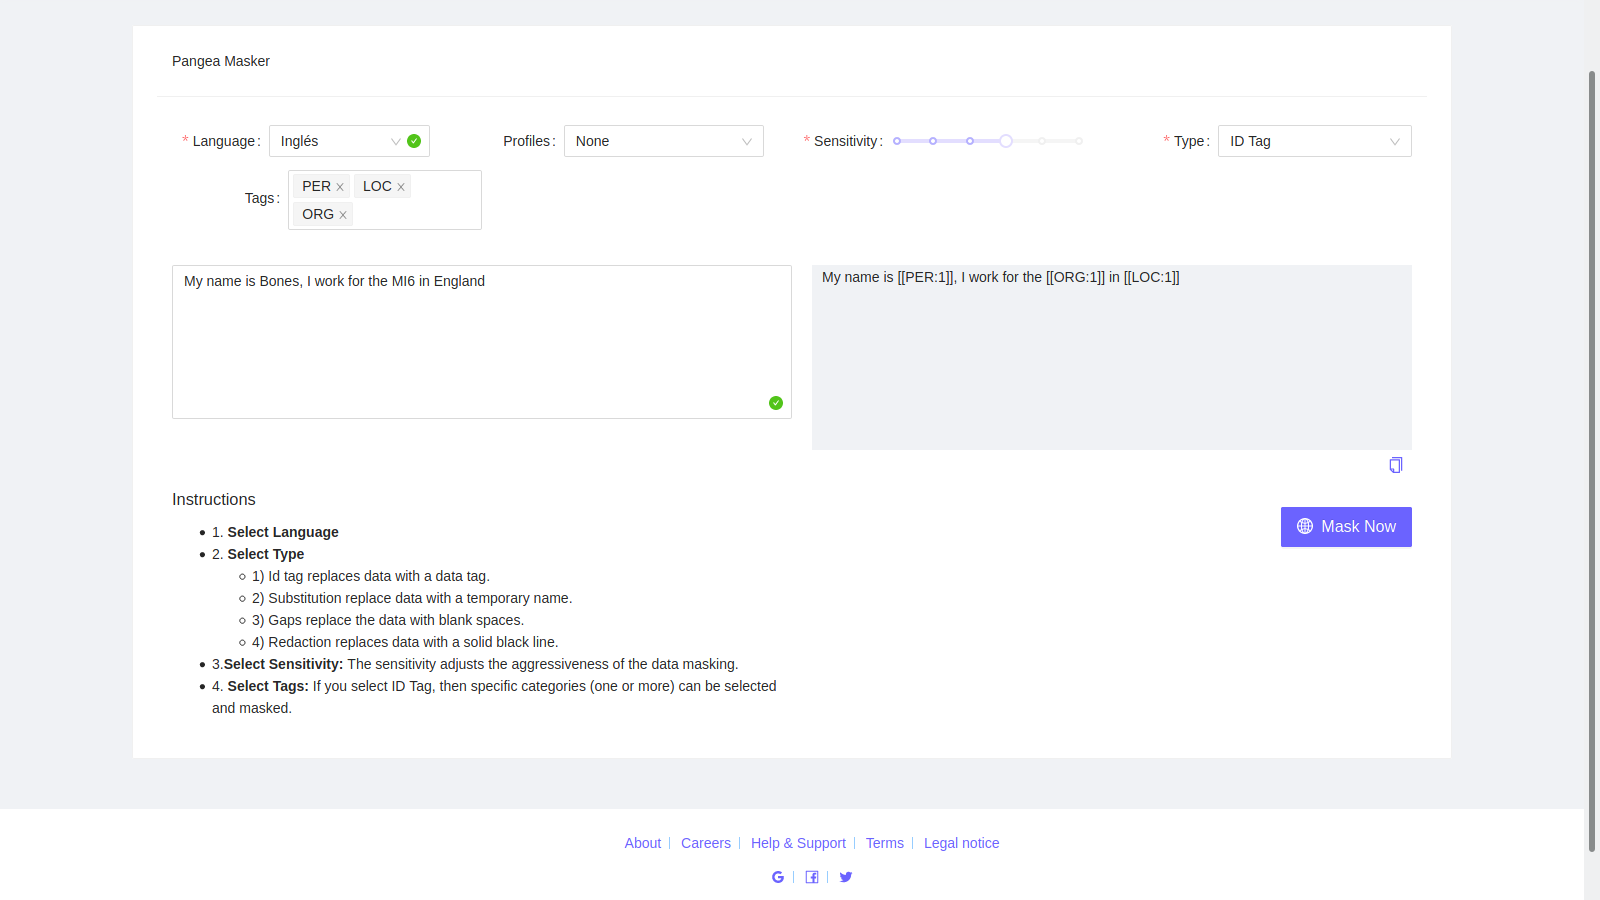 Pangea Masker
* Language : Inglés
Profiles : None
* Sensitivity :
* Type : ID Tag
Tags : PER LOC
ORG
My name is Bones, I work for the MI6 in England
My name is [[PER:1]], I work for the [[ORG:1]] in [[LOC:1]]
Instructions
1. Select Language
2. Select Type
1) Id tag replaces data with a data tag.
2) Substitution replace data with a temporary name.
3) Gaps replace the data with blank spaces.
4) Redaction replaces data with a solid black line.
3.Select Sensitivity: The sensitivity adjusts the aggressiveness of the data masking.
4. Select Tags: If you select ID Tag, then specific categories (one or more) can be selected
and masked.
Mask Now
About | Careers | Help & Support | Terms | Legal notice